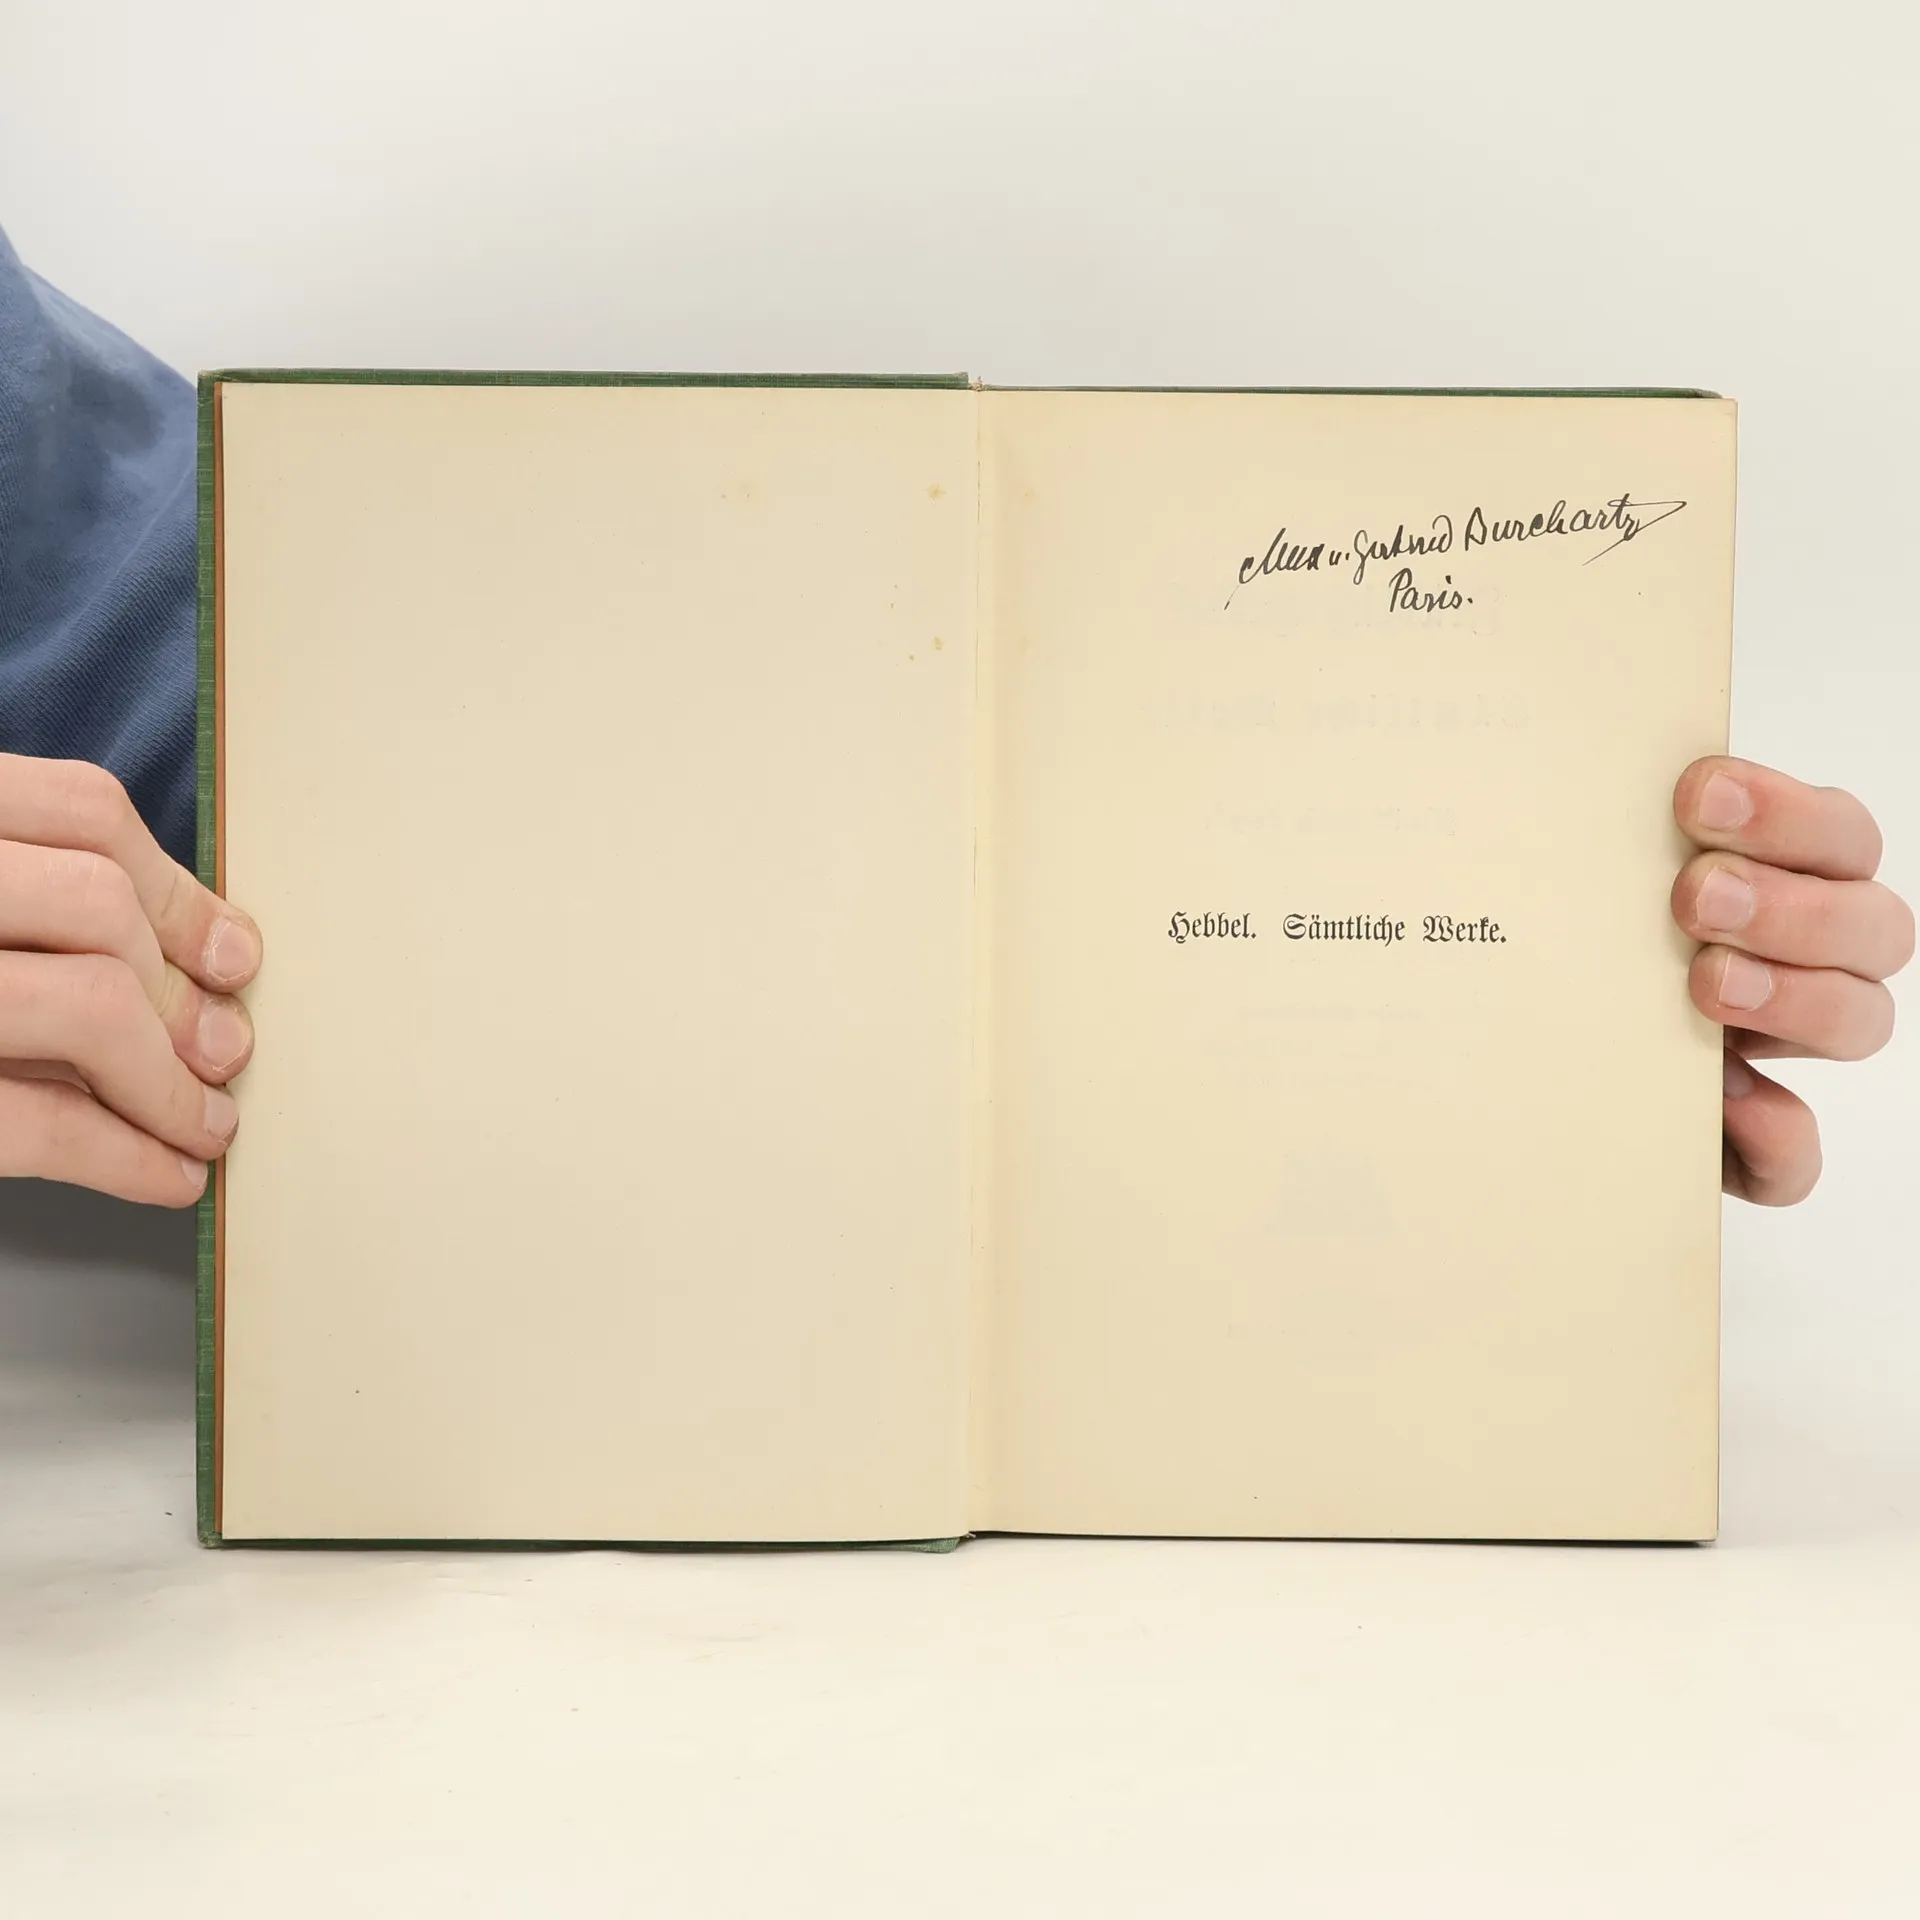 Max u. Gertrud Burchartz
Paris.
Hebbel. Sämtliche Werke.